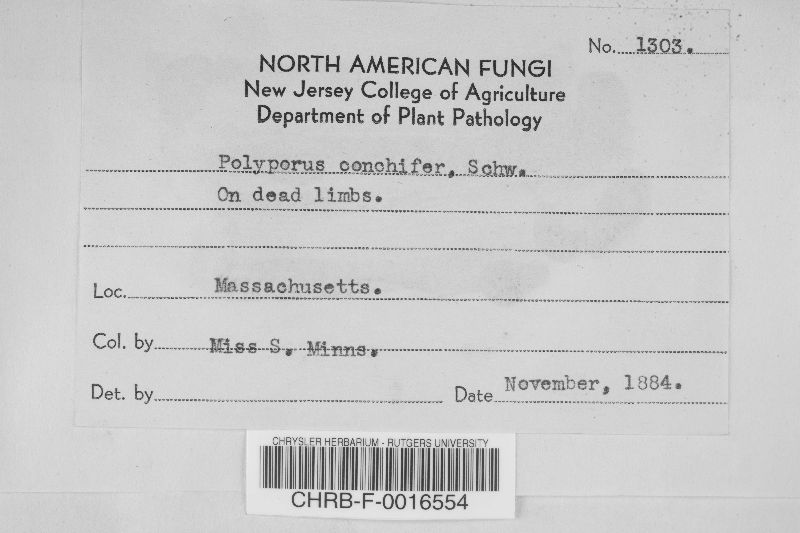 No. 1303.
NORTH AMERICAN FUNGI
New Jersey College of Agriculture
Department of Plant Pathology
Polyporus conchifer, Schw.
On dead limbs.
Loc. Massachusetts.
Col. by Miss S. Minns.
Det. by
Date November, 1884.
CHRYSLER HERBARIUM - RUTGERS UNIVERSITY
CHRB-F-0016554